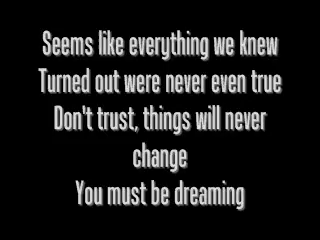 Seems like everything we knew
Turned out were never even true
Don't trust, things will never
change
You must be dreaming